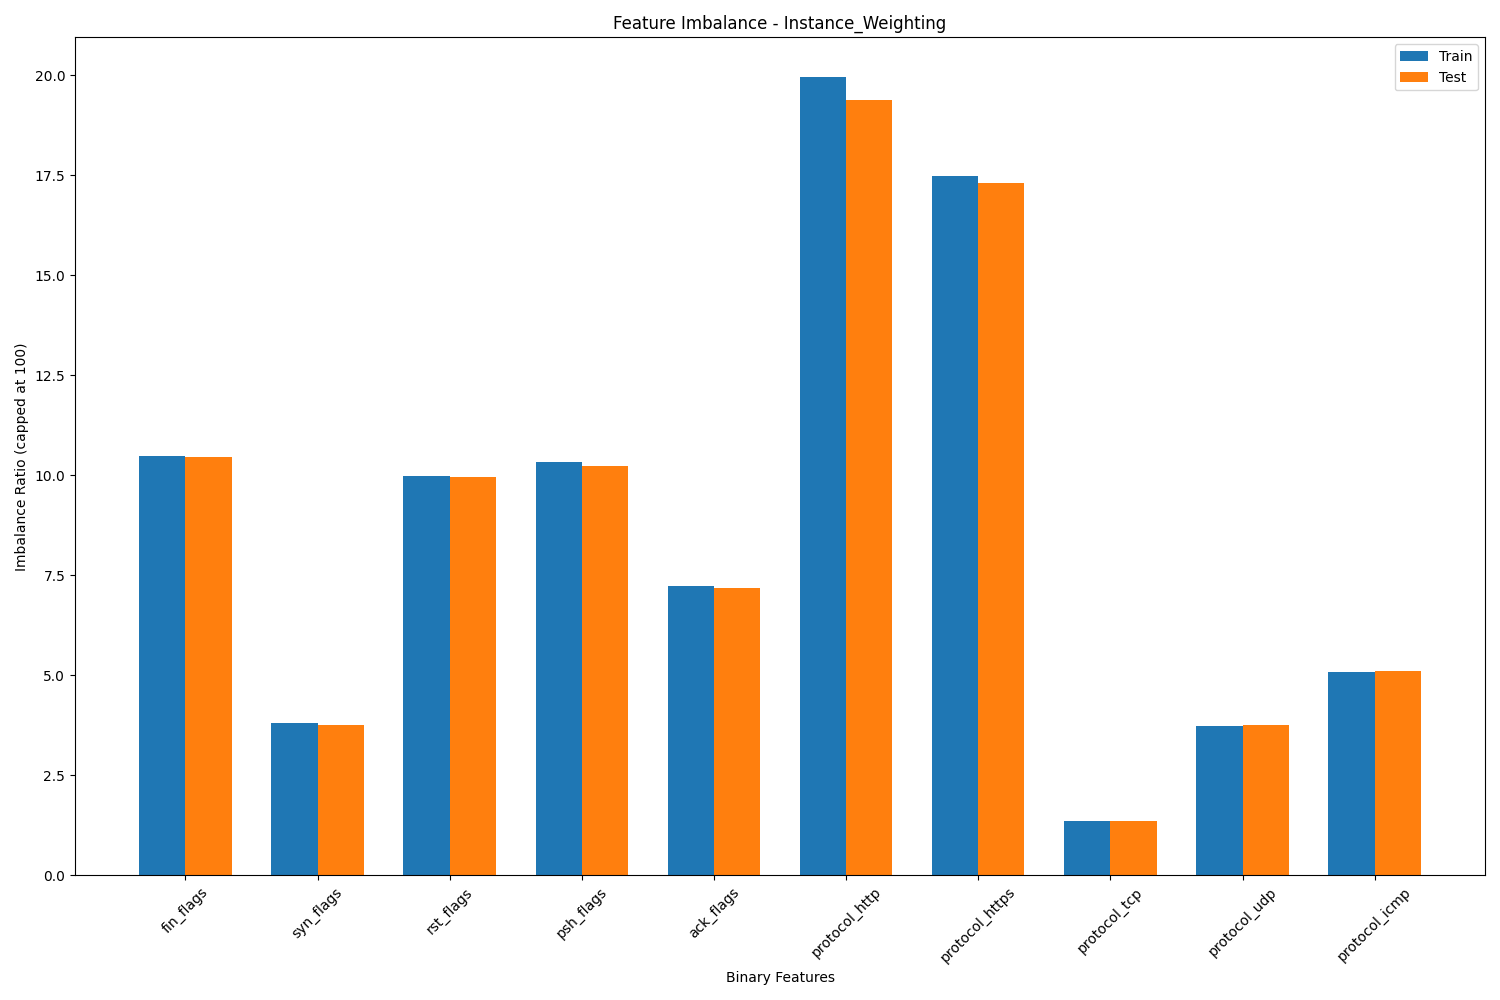 Feature Imbalance - Instance_Weighting
Train
Test
20.0
17.5
15.0
12.5
10.0
7.5
5.0
2.5
0.0
Imbalance Ratio (capped at 100)
fin_flags
syn_flags
rst_flags
psh_flags
ack_flags
protocol_http
protocol_https
protocol_tcp
protocol_udp
protocol_icmp
Binary Features